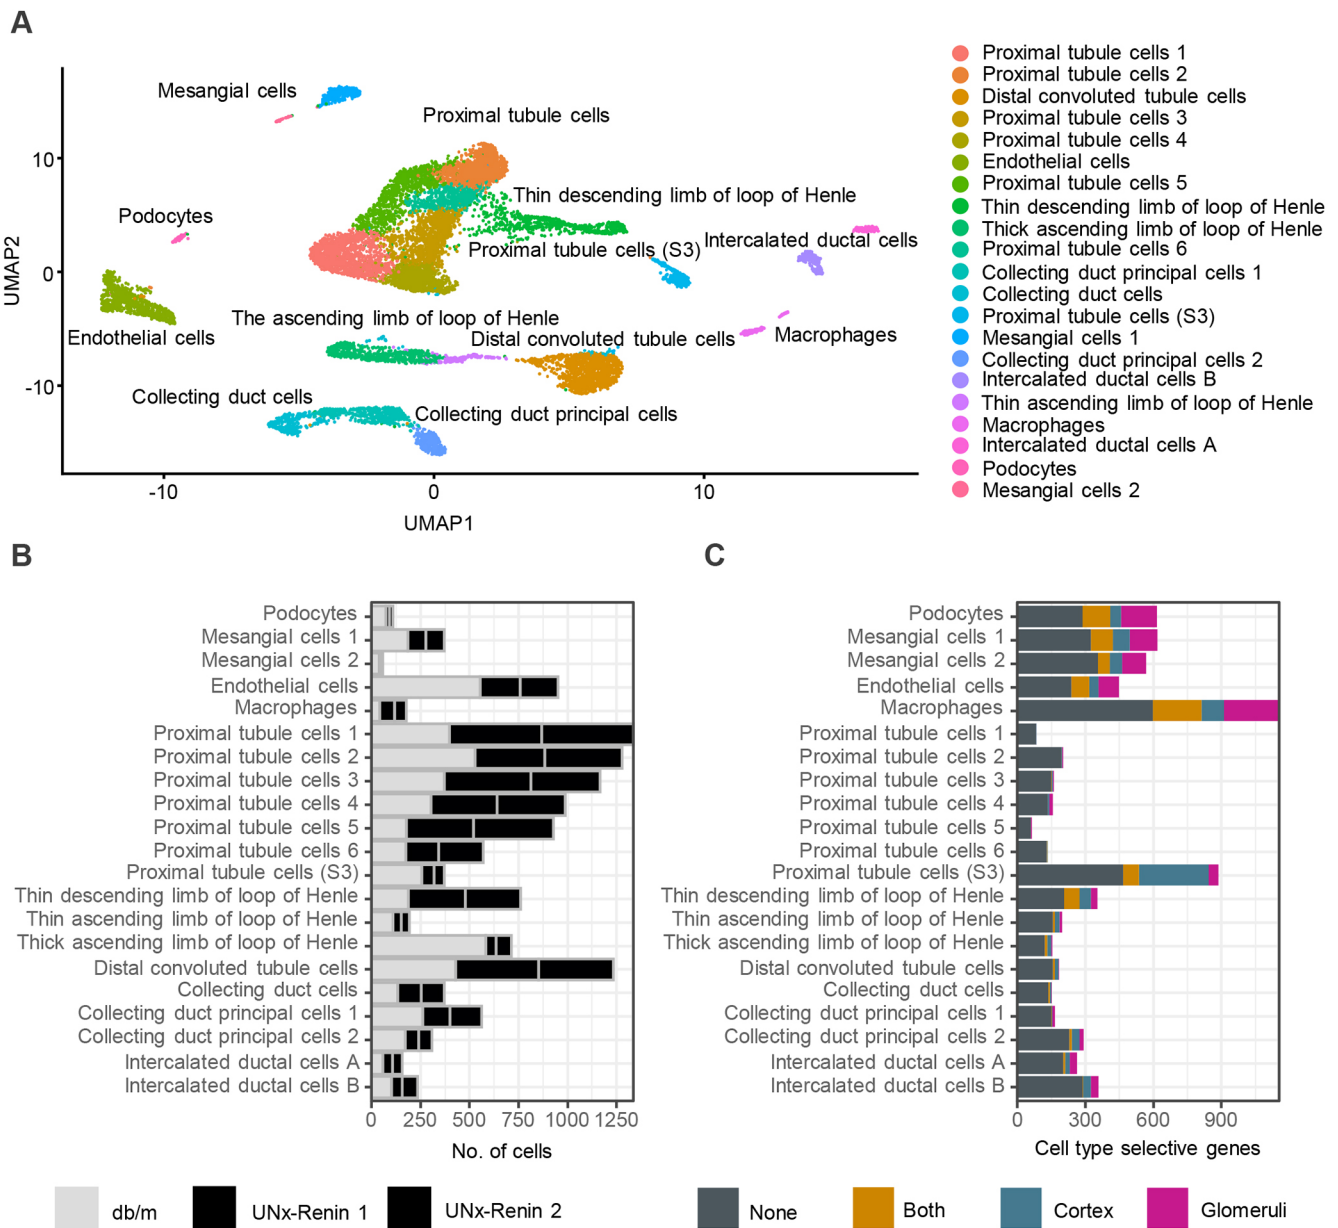 A
Mesangial cells
Proximal tubule cells
Thin descending limb of loop of Henle
Podocytes
Proximal tubule cells (S3)
Intercalated ductal cells
Endothelial cells
The ascending limb of loop of Henle
Distal convoluted tubule cells
Macrophages
Collecting duct cells
Collecting duct principal cells
UMAP2
10
0
-10
-10
0
10
UMAP1
Proximal tubule cells 1
Proximal tubule cells 2
Distal convoluted tubule cells
Proximal tubule cells 3
Proximal tubule cells 4
Endothelial cells
Proximal tubule cells 5
Thin descending limb of loop of Henle
Thick ascending limb of loop of Henle
Proximal tubule cells 6
Collecting duct principal cells 1
Collecting duct cells
Proximal tubule cells (S3)
Mesangial cells 1
Collecting duct principal cells 2
Intercalated ductal cells B
Thin ascending limb of loop of Henle
Macrophages
Intercalated ductal cells A
Podocytes
Mesangial cells 2
B
Podocytes
Mesangial cells 1
Mesangial cells 2
Endothelial cells
Macrophages
Proximal tubule cells 1
Proximal tubule cells 2
Proximal tubule cells 3
Proximal tubule cells 4
Proximal tubule cells 5
Proximal tubule cells 6
Proximal tubule cells (S3)
Thin descending limb of loop of Henle
Thin ascending limb of loop of Henle
Thick ascending limb of loop of Henle
Distal convoluted tubule cells
Collecting duct cells
Collecting duct principal cells 1
Collecting duct principal cells 2
Intercalated ductal cells A
Intercalated ductal cells B
0 250 500 750 1000 1250
No. of cells
db/m UNx-Renin 1 UNx-Renin 2
C
Podocytes
Mesangial cells 1
Mesangial cells 2
Endothelial cells
Macrophages
Proximal tubule cells 1
Proximal tubule cells 2
Proximal tubule cells 3
Proximal tubule cells 4
Proximal tubule cells 5
Proximal tubule cells 6
Proximal tubule cells (S3)
Thin descending limb of loop of Henle
Thin ascending limb of loop of Henle
Thick ascending limb of loop of Henle
Distal convoluted tubule cells
Collecting duct cells
Collecting duct principal cells 1
Collecting duct principal cells 2
Intercalated ductal cells A
Intercalated ductal cells B
0 300 600 900
Cell type selective genes
None Both Cortex Glomeruli